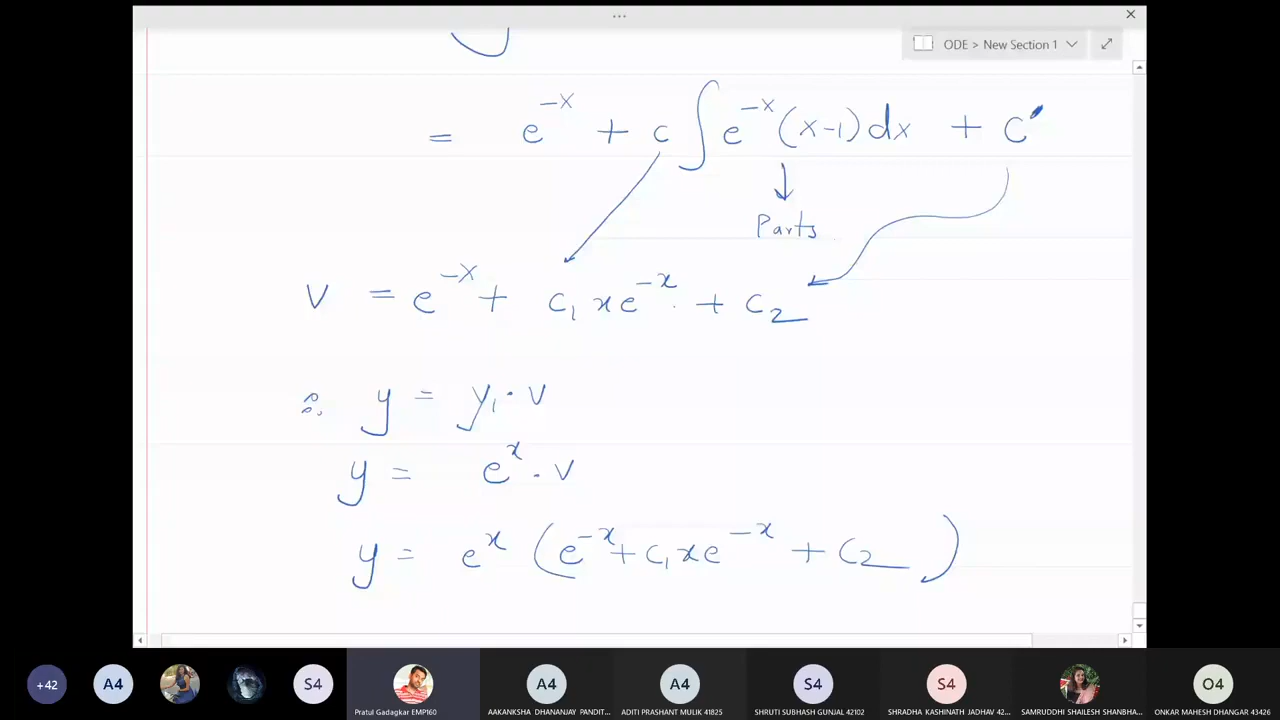 ODE > New Section 1
= e^{-x} + c ∫ e^{-x} (x-1) dx + C'
Parts
v = e^{-x} + c₁ x e^{-x} + c₂
∴ y = y₁ · v
y = e^x · v
y = e^x ( e^{-x} + c₁ x e^{-x} + c₂ )
+42 A4 S4 A4 A4 S4 S4 O4
Pratul Gadagkar EMP160 AAKANKSHA DHANANJAY PANDIT... ADITI PRASHANT MULIK 41825 SHRUTI SUBHASH GUNJAL 42102 SHRADHA KASHINATH JADHAV 42... SAMRUDDHI SHAILESH SHANBHA... ONKAR MAHESH DHANGAR 43426